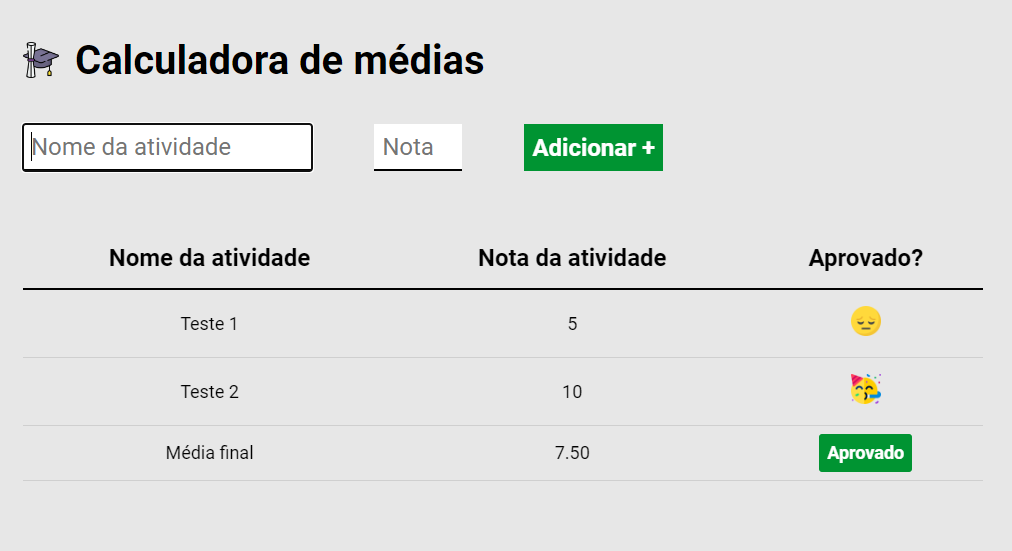 Calculadora de médias
Nome da atividade Nota Adicionar +
Nome da atividade Nota da atividade Aprovado?
Teste 1 5
Teste 2 10
Média final 7.50 Aprovado